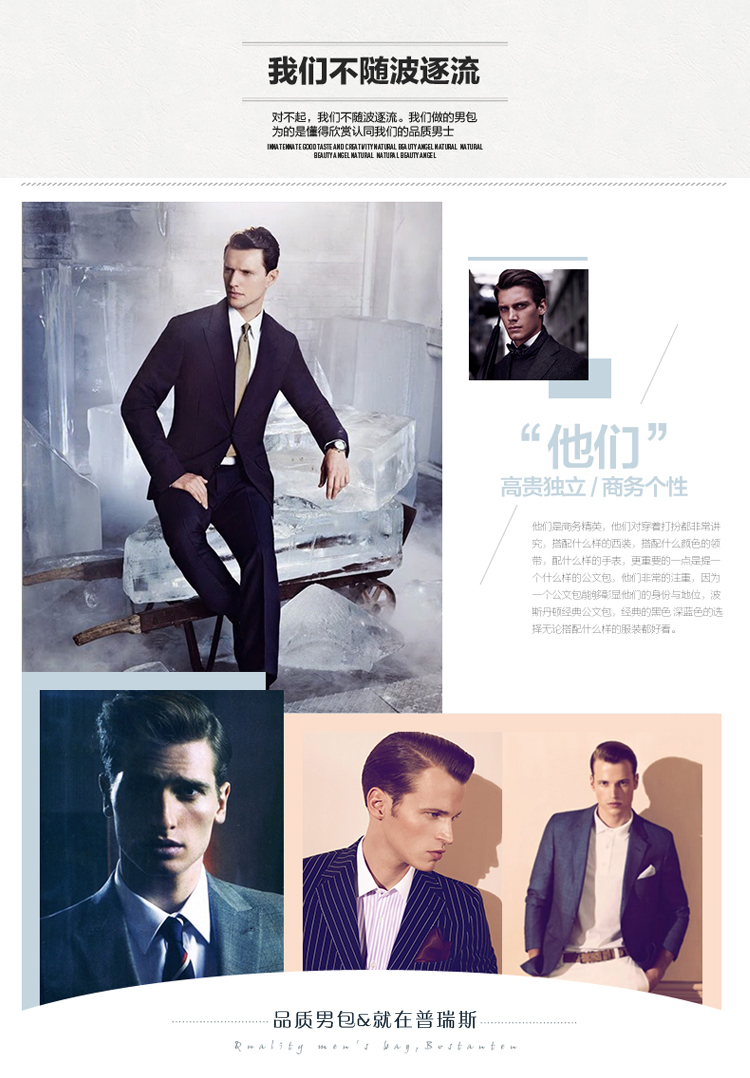 我们不随波逐流
对不起，我们不随波逐流。我们做的男包
为的是懂得欣赏认同我们的品质男士
INNATENNATE GOOD TASTE AND CREATIVITY NATURAL BEAUTY ANGEL NATURAL NATURAL
BEAUTY ANGEL NATURAL NATURAL BEAUTY ANGEL
“他们”
高贵独立 / 商务个性
他们是商务精英，他们对穿着打扮都非常讲
究，搭配什么样的西装，搭配什么颜色的领
带，配什么样的手表，更重要的一点是提一
个什么样的公文包，他们非常的注重，因为
一个公文包能够彰显他们的身份与地位，波
斯丹顿经典公文包，经典的黑色 深蓝色的选
择无论搭配什么样的服装都好看。
品质男包&就在普瑞斯
Quality men's bag,Bostanten